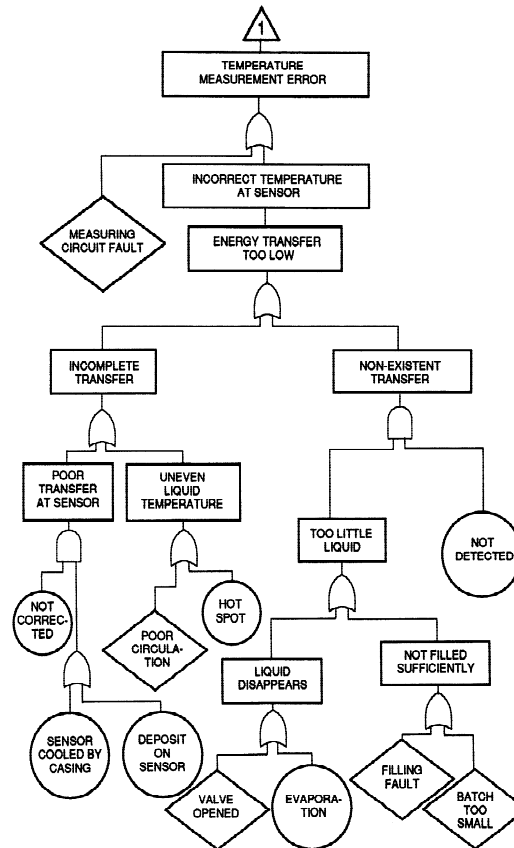 1
TEMPERATURE
MEASUREMENT ERROR
INCORRECT TEMPERATURE
AT SENSOR
MEASURING
CIRCUIT FAULT
ENERGY TRANSFER
TOO LOW
INCOMPLETE
TRANSFER
NON-EXISTENT
TRANSFER
POOR
TRANSFER
AT SENSOR
UNEVEN
LIQUID
TEMPERATURE
TOO LITTLE
LIQUID
NOT
DETECTED
NOT
CORREC-
TED
POOR
CIRCULA-
TION
HOT
SPOT
LIQUID
DISAPPEARS
NOT FILLED
SUFFICIENTLY
SENSOR
COOLED BY
CASING
DEPOSIT
ON
SENSOR
VALVE
OPENED
EVAPORA-
TION
FILLING
FAULT
BATCH
TOO
SMALL